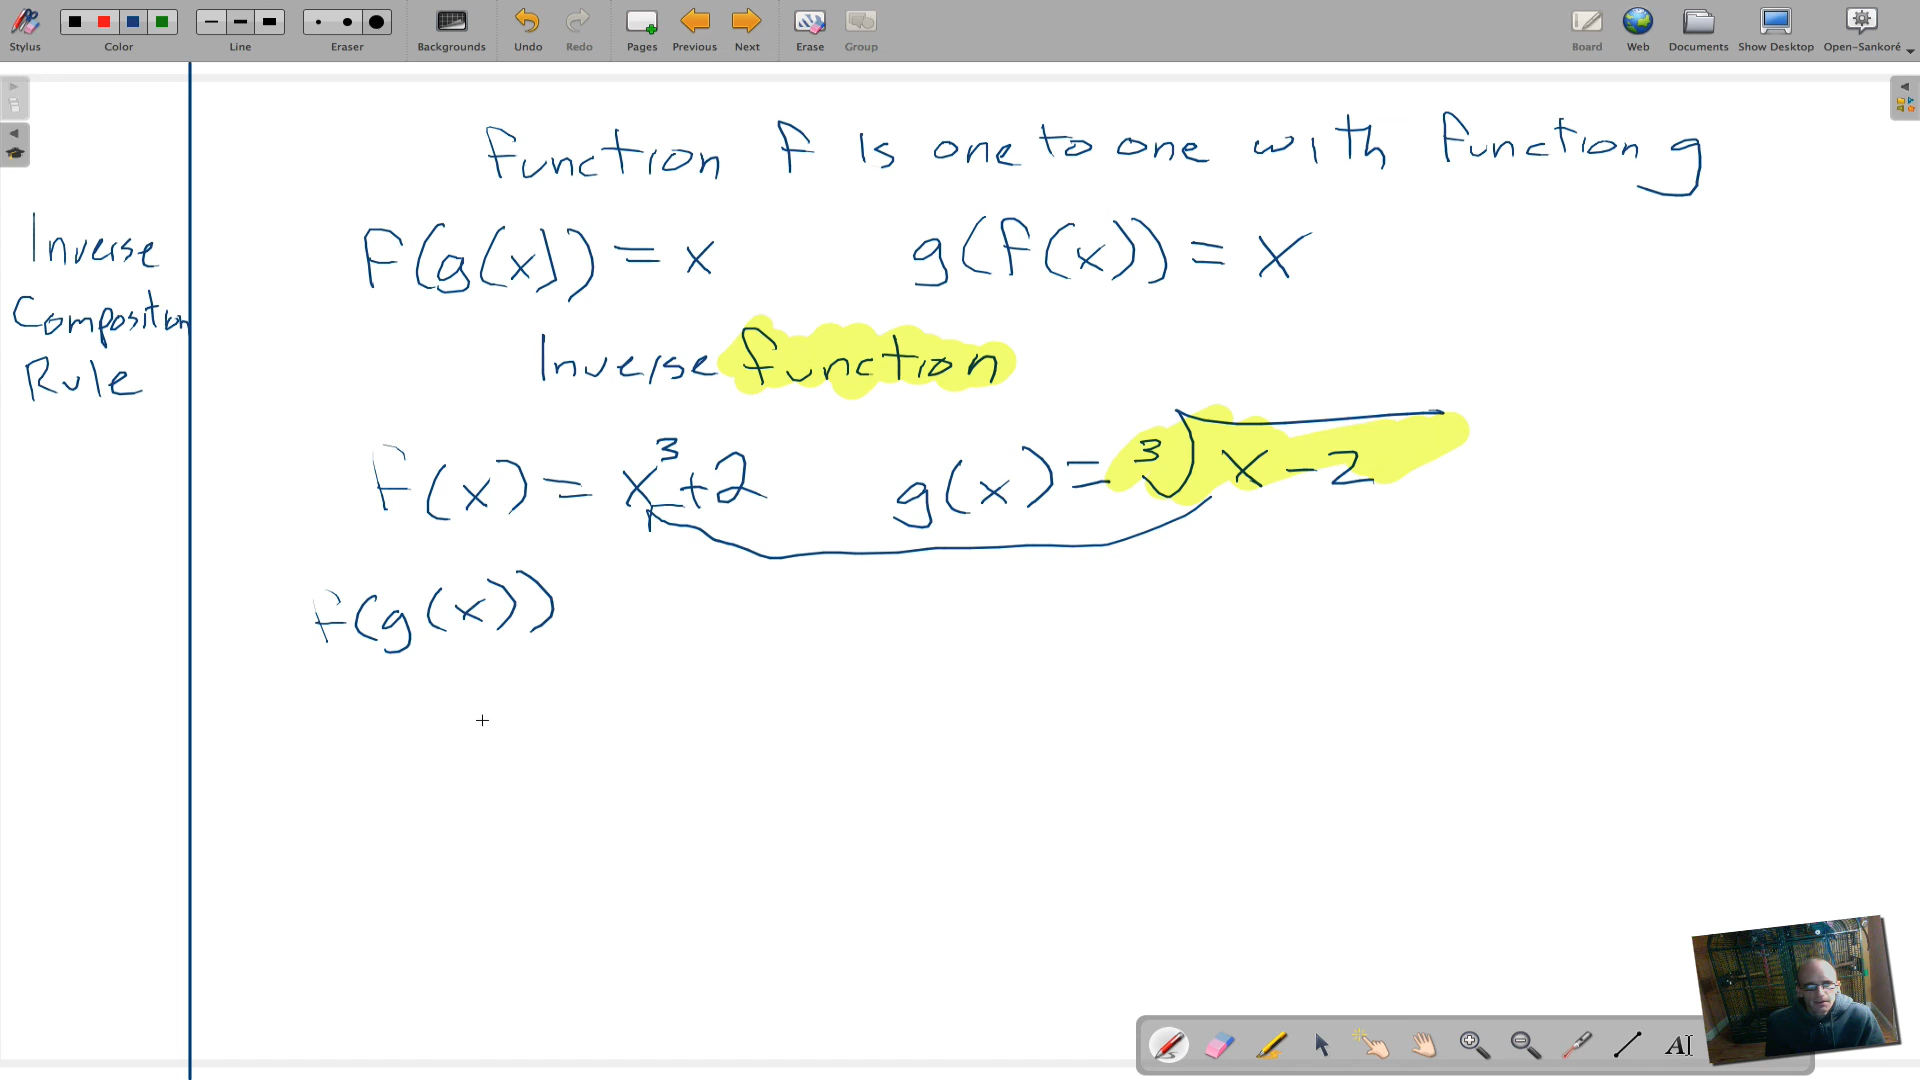 Stylus Color Line Eraser Backgrounds Undo Redo Pages Previous Next Erase Group Board Web Documents Show Desktop Open-Sankoré
function f is one to one with function g
Inverse
Composition
Rule
F(g(x)) = x g(f(x)) = x
Inverse function
F(x) = x³+2 g(x) = ∛(x-2)
F(g(x))